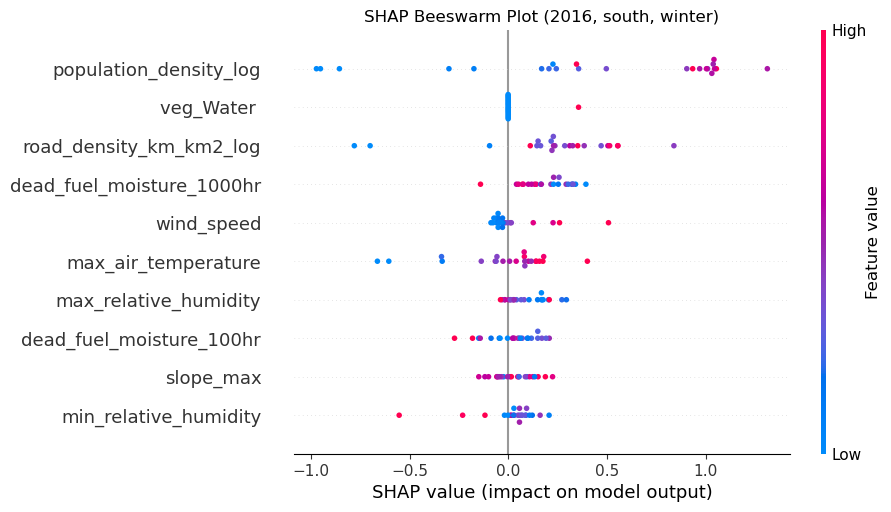 SHAP Beeswarm Plot (2016, south, winter)
High
population_density_log
veg_Water
road_density_km_km2_log
dead_fuel_moisture_1000hr
wind_speed
max_air_temperature
max_relative_humidity
dead_fuel_moisture_100hr
slope_max
min_relative_humidity
Feature value
Low
−1.0 −0.5 0.0 0.5 1.0
SHAP value (impact on model output)